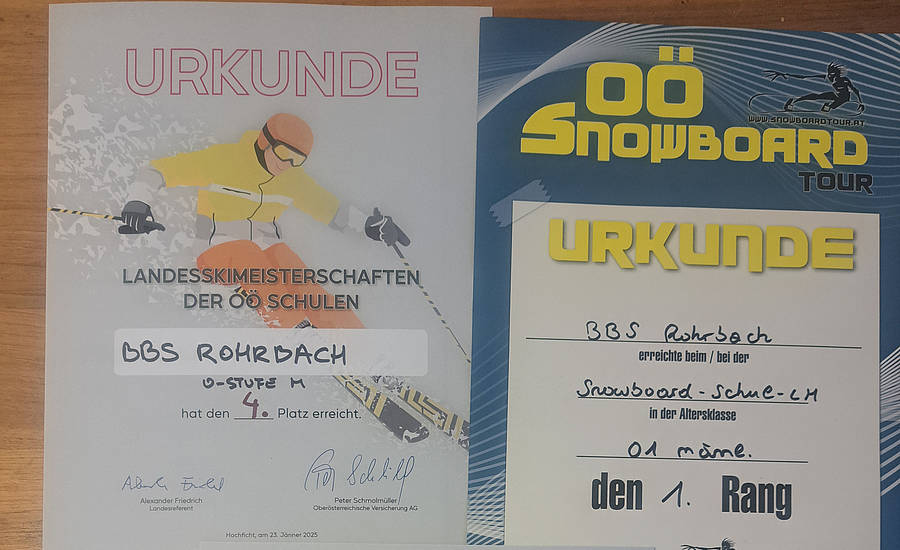 URKUNDE
LANDESSKIMEISTERSCHAFTEN
DER OÖ SCHULEN
BBS ROHRBACH
O-STUFE M
hat den 4. Platz erreicht.
Alexander Friedrich
Landesreferent
Peter Schmolmüller
Oberösterreichische Versicherung AG
Hochficht, am 23. Jänner 2025
OÖ
SNOWBOARD
TOUR
WWW.SNOWBOARDTOUR.AT
URKUNDE
BBS Rohrbach
erreichte beim / bei der
Snowboard-Schul-LM
in der Altersklasse
O1 männl.
den 1. Rang